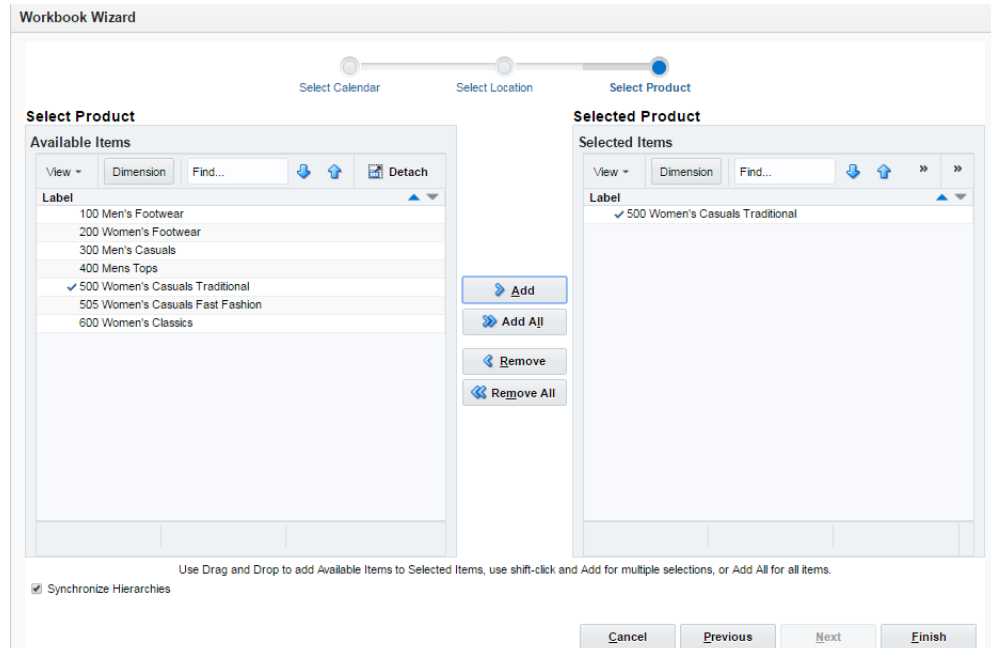 Workbook Wizard
Select Calendar
Select Location
Select Product
Select Product
Available Items
View
Dimension
Find...
Detach
Label
100 Men's Footwear
200 Women's Footwear
300 Men's Casuals
400 Mens Tops
500 Women's Casuals Traditional
505 Women's Casuals Fast Fashion
600 Women's Classics
Add
Add All
Remove
Remove All
Selected Product
Selected Items
View
Dimension
Find...
»
»
Label
500 Women's Casuals Traditional
Use Drag and Drop to add Available Items to Selected Items, use shift-click and Add for multiple selections, or Add All for all items.
Synchronize Hierarchies
Cancel
Previous
Next
Finish